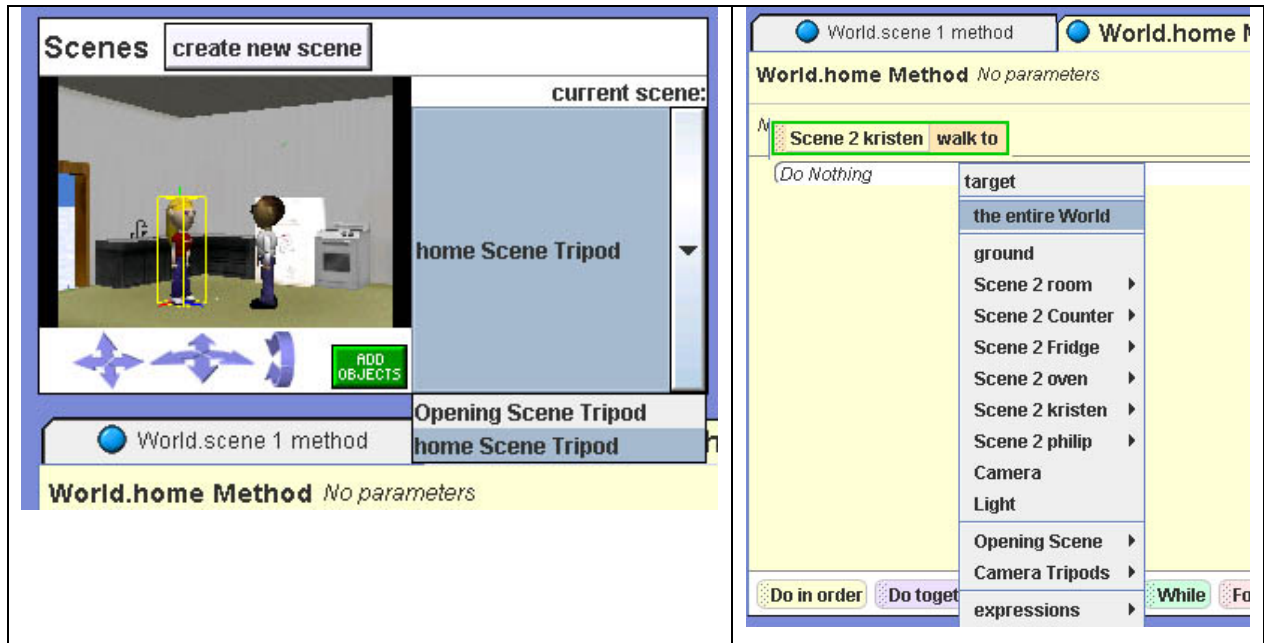 Scenes create new scene
current scene:
home Scene Tripod
ADD
OBJECTS
Opening Scene Tripod
home Scene Tripod
World.scene 1 method
World.home Method No parameters
World.scene 1 method World.home
World.home Method No parameters
Scene 2 kristen walk to
(Do Nothing
target
the entire World
ground
Scene 2 room
Scene 2 Counter
Scene 2 Fridge
Scene 2 oven
Scene 2 kristen
Scene 2 philip
Camera
Light
Opening Scene
Camera Tripods
expressions
Do in order Do toget While Fo